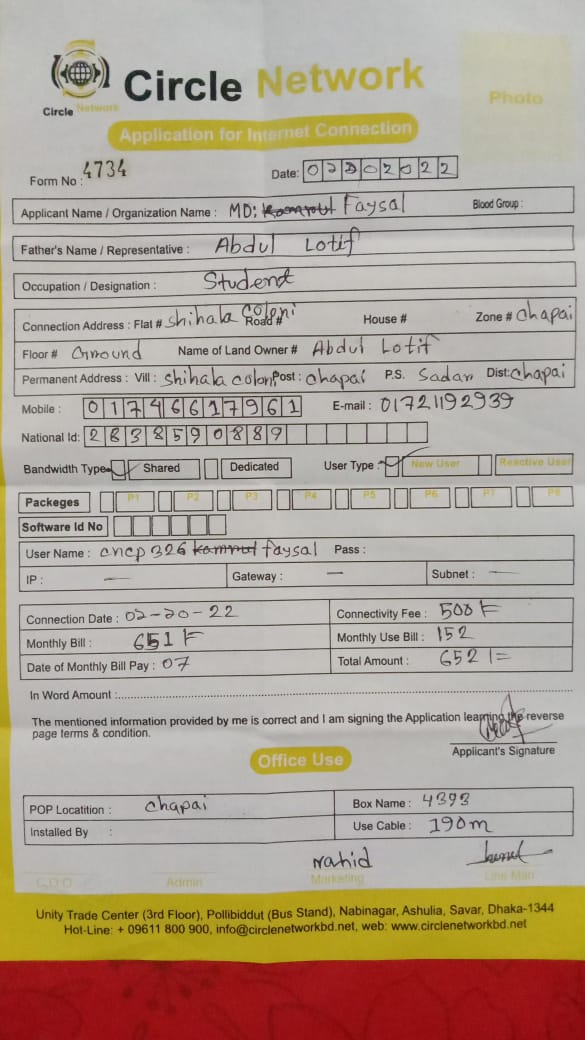 Circle Network
Circle Network
Photo
Application for Internet Connection
Form No : 4734
Date: 02202022
Applicant Name / Organization Name : MD: Kamrul Faysal Blood Group :
Father's Name / Representative : Abdul Lotif
Occupation / Designation : Student
Connection Address : Flat # Shihala Coloni Road # House # Zone # Chapai
Floor # Ground Name of Land Owner # Abdul Lotif
Permanent Address : Vill : Shihala coloni Post : Chapai P.S. Sadar Dist: Chapai
Mobile : 01746617961 E-mail : 01721192939
National Id: 2838590889
Bandwidth Type Shared Dedicated User Type : New User Reactive User
Packeges P1 P2 P3 P4 P5 P6 P7 P8
Software Id No
User Name : cncp326 kamrul faysal Pass :
IP : — Gateway : — Subnet : —
Connection Date : 02-20-22 Connectivity Fee : 500
Monthly Bill : 651 Monthly Use Bill : 152
Date of Monthly Bill Pay : 07 Total Amount : 652 /=
In Word Amount :
The mentioned information provided by me is correct and I am signing the Application learning the reverse
page terms & condition.
Applicant's Signature
Office Use
POP Locatition : Chapai Box Name : 4393
Installed By : Use Cable : 190m
nahid
C.O.O Admin Marketing Line Man
Unity Trade Center (3rd Floor), Pollibiddut (Bus Stand), Nabinagar, Ashulia, Savar, Dhaka-1344
Hot-Line: + 09611 800 900, info@circlenetworkbd.net, web: www.circlenetworkbd.net